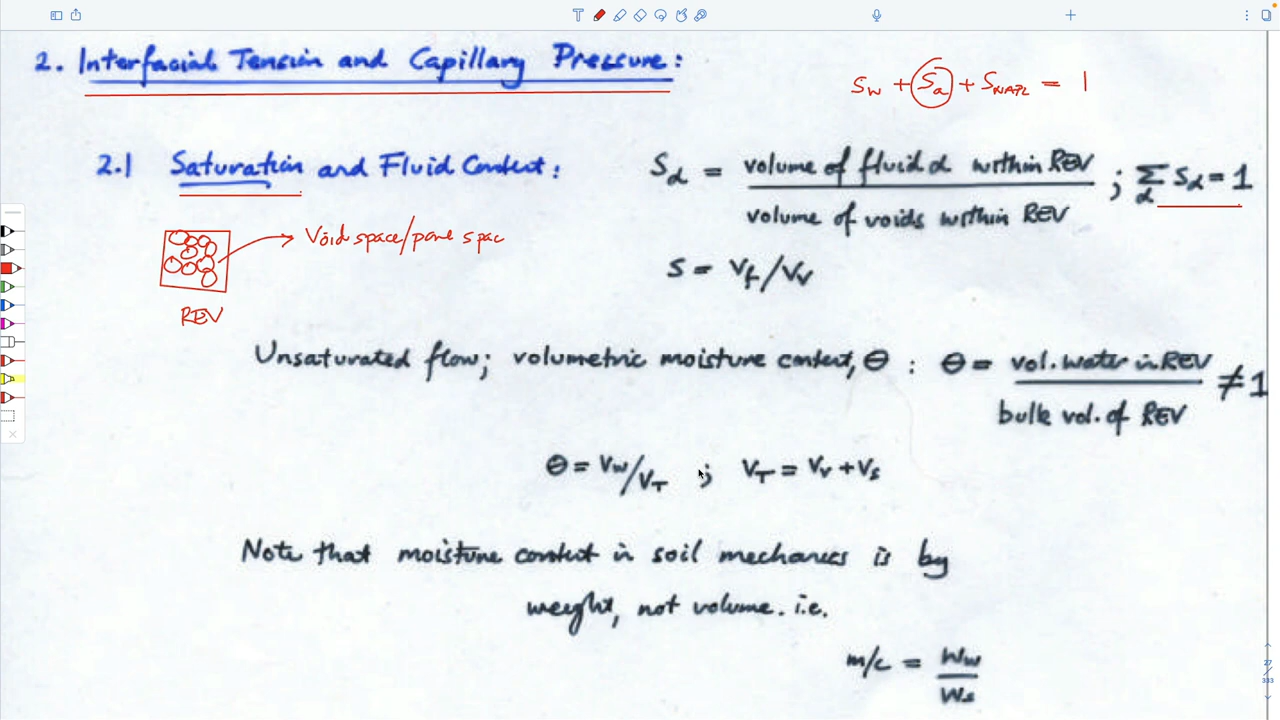 2. Interfacial Tension and Capillary Pressure:
Sw + Sa + SNAPL = 1
2.1 Saturation and Fluid Content:
Sα = volume of fluid α within REV / volume of voids within REV ; Σα Sα = 1
Void space/pore spac
S = Vf/Vv
REV
Unsaturated flow; volumetric moisture content, θ : θ = vol. water in REV / bulk vol. of REV ≠ 1
θ = Vw/VT ; VT = Vv + Vs
Note that moisture content in soil mechanics is by
weight, not volume. i.e.
m/c = Ww / Ws
27
333